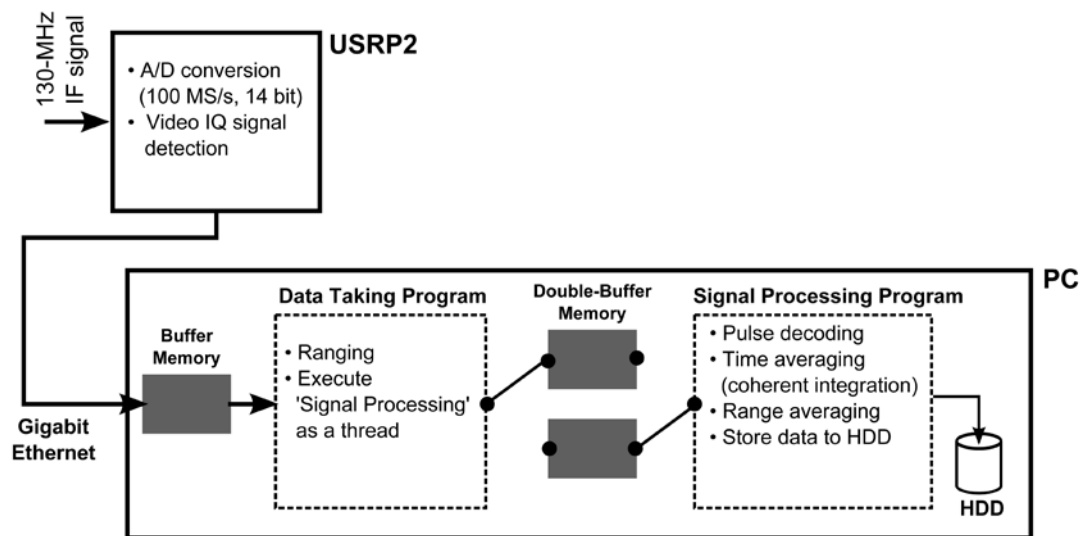 130-MHz
IF signal
USRP2
• A/D conversion
(100 MS/s, 14 bit)
• Video IQ signal
detection
PC
Gigabit
Ethernet
Buffer
Memory
Data Taking Program
• Ranging
• Execute
'Signal Processing'
as a thread
Double-Buffer
Memory
Signal Processing Program
• Pulse decoding
• Time averaging
(coherent integration)
• Range averaging
• Store data to HDD
HDD